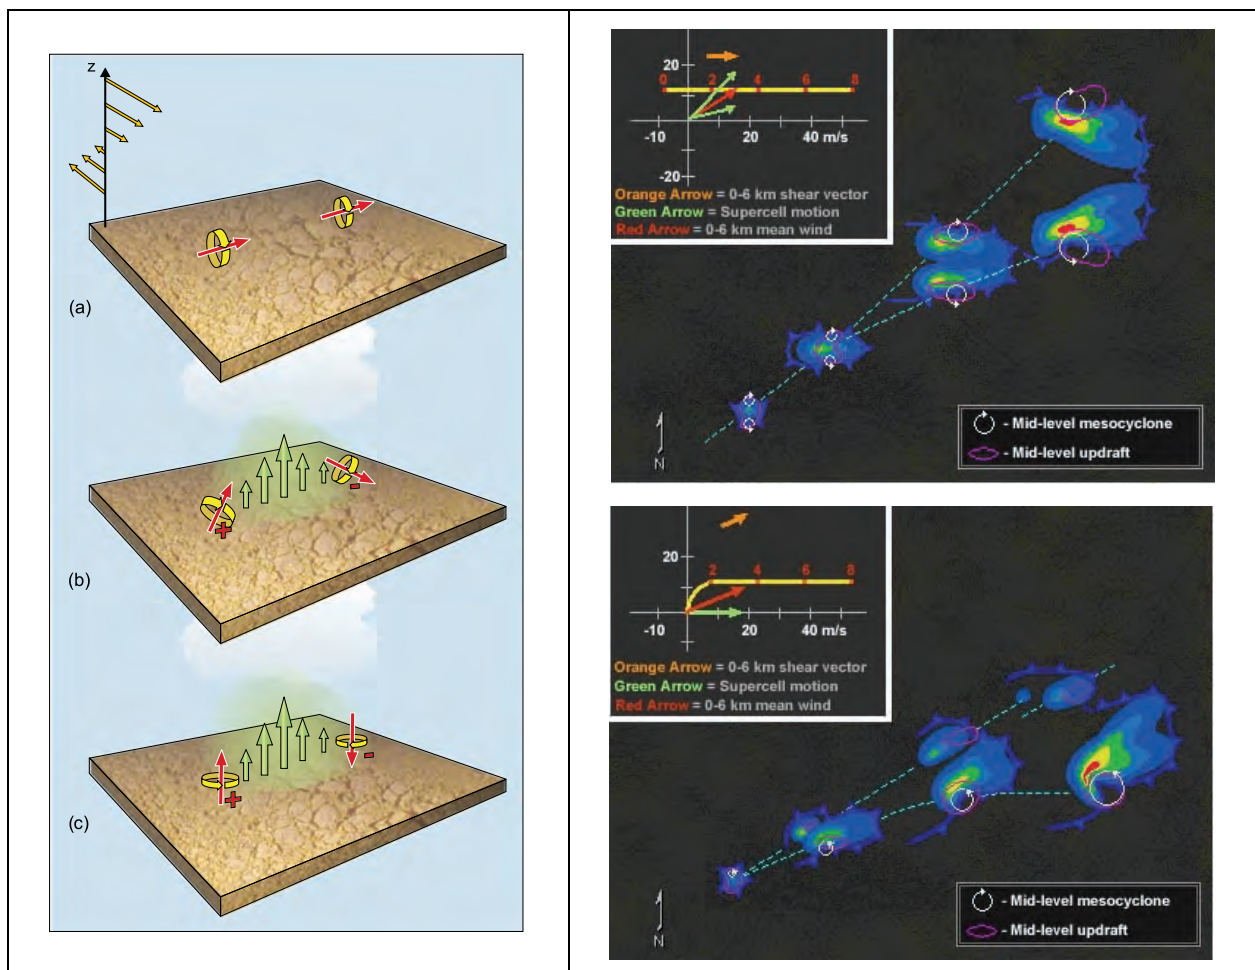 z
(a)
+
-
(b)
+
-
(c)
20
0 2 4 6 8
-10 20 40 m/s
-20
Orange Arrow = 0-6 km shear vector
Green Arrow = Supercell motion
Red Arrow = 0-6 km mean wind
N
- Mid-level mesocyclone
- Mid-level updraft
20
2 4 6 8
-10 20 40 m/s
Orange Arrow = 0-6 km shear vector
Green Arrow = Supercell motion
Red Arrow = 0-6 km mean wind
N
- Mid-level mesocyclone
- Mid-level updraft